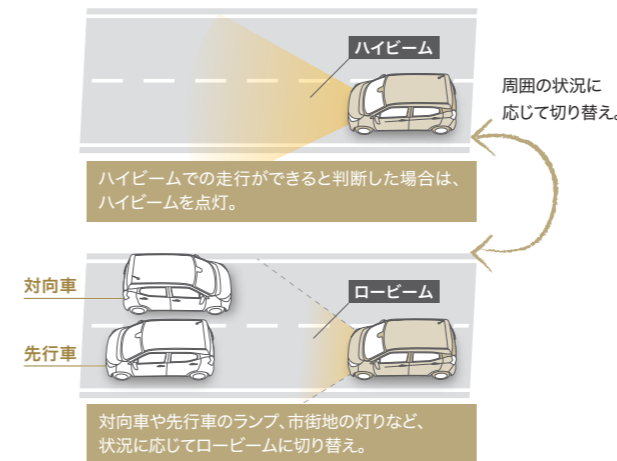 ハイビーム
周囲の状況に
応じて切り替え。
ハイビームでの走行ができると判断した場合は、
ハイビームを点灯。
対向車
ロービーム
先行車
対向車や先行車のランプ、市街地の灯りなど、
状況に応じてロービームに切り替え。